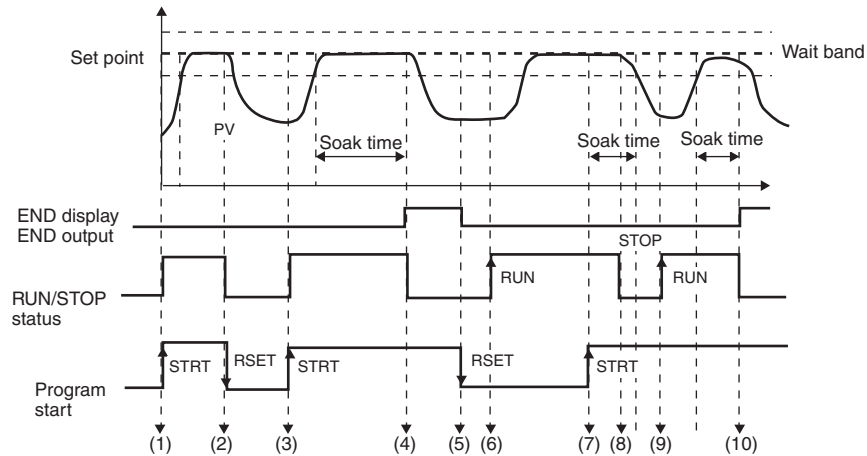 Set point
Wait band
PV
Soak time
Soak time
Soak time
END display
END output
STOP
RUN
RUN
RUN/STOP
status
STRT
RSET
STRT
RSET
STRT
Program
start
(1)
(2)
(3)
(4)
(5)
(6)
(7)
(8)
(9)
(10)